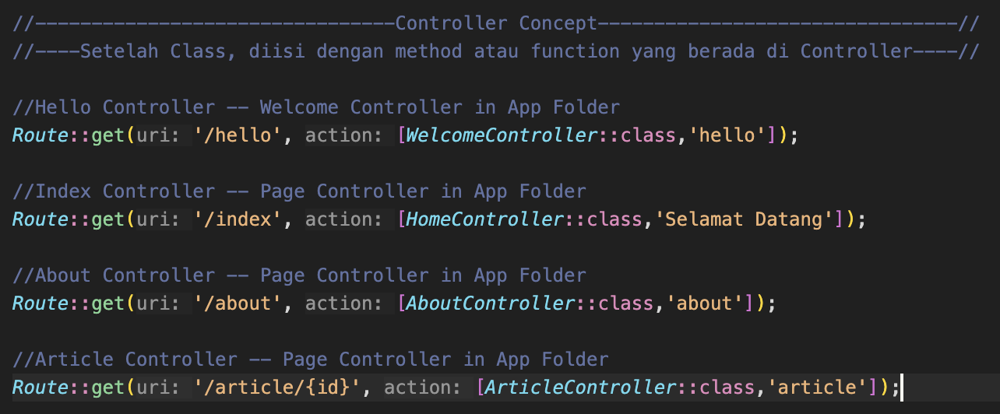 //--------------------------------Controller Concept--------------------------------//
//----Setelah Class, diisi dengan method atau function yang berada di Controller----//
//Hello Controller -- Welcome Controller in App Folder
Route::get(uri: '/hello', action: [WelcomeController::class,'hello']);
//Index Controller -- Page Controller in App Folder
Route::get(uri: '/index', action: [HomeController::class,'Selamat Datang']);
//About Controller -- Page Controller in App Folder
Route::get(uri: '/about', action: [AboutController::class,'about']);
//Article Controller -- Page Controller in App Folder
Route::get(uri: '/article/{id}', action: [ArticleController::class,'article']);